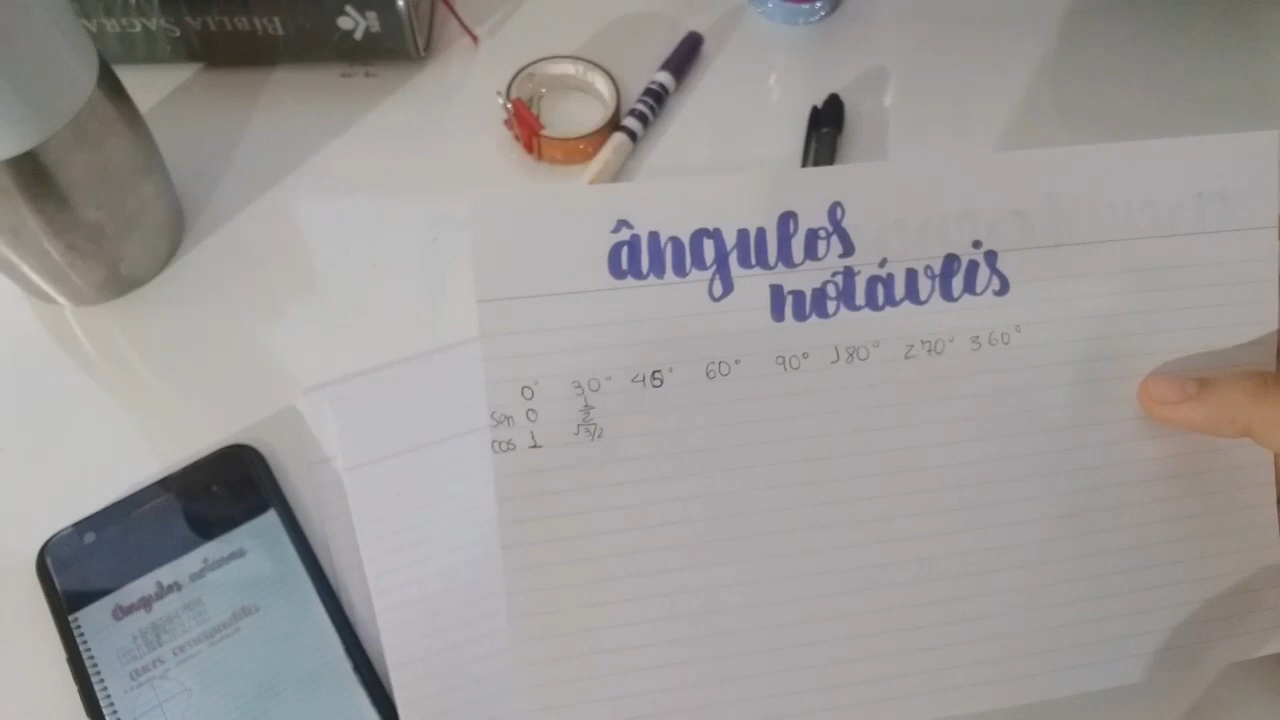 BÍBLIA SAGRA
ângulos
notáveis
0° 30° 45° 60° 90° 180° 270° 360°
sen 0 1/2
cos 1 √3/2
ângulos notáveis